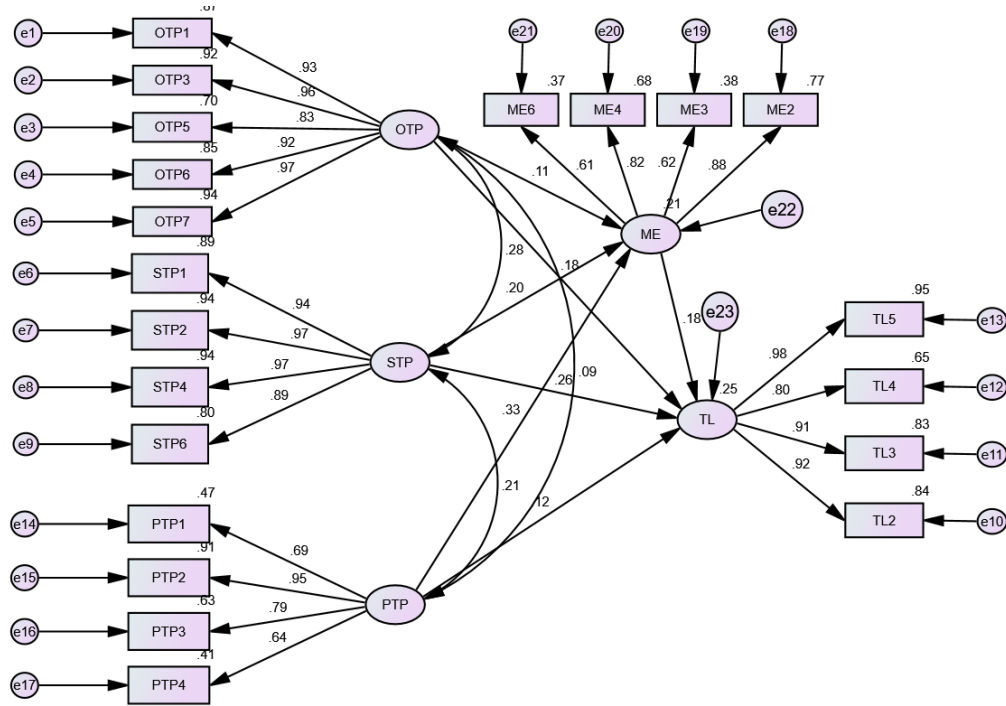 e1
OTP1
.87
e2
OTP3
.92
e3
OTP5
.70
e4
OTP6
.85
e5
OTP7
.94
e6
STP1
.89
e7
STP2
.94
e8
STP4
.94
e9
STP6
.80
e14
PTP1
.47
e15
PTP2
.91
e16
PTP3
.63
e17
PTP4
.41
.93
.96
.83
.92
.97
.94
.97
.97
.89
.69
.95
.79
.64
OTP
STP
PTP
.28
.21
.09
.11
.20
.33
.18
.26
.12
e21
e20
e19
e18
.37
.68
.38
.77
ME6
ME4
ME3
ME2
.61
.82
.62
.88
.21
ME
e22
.18
e23
.25
TL
.98
.80
.91
.92
.95
TL5
e13
.65
TL4
e12
.83
TL3
e11
.84
TL2
e10